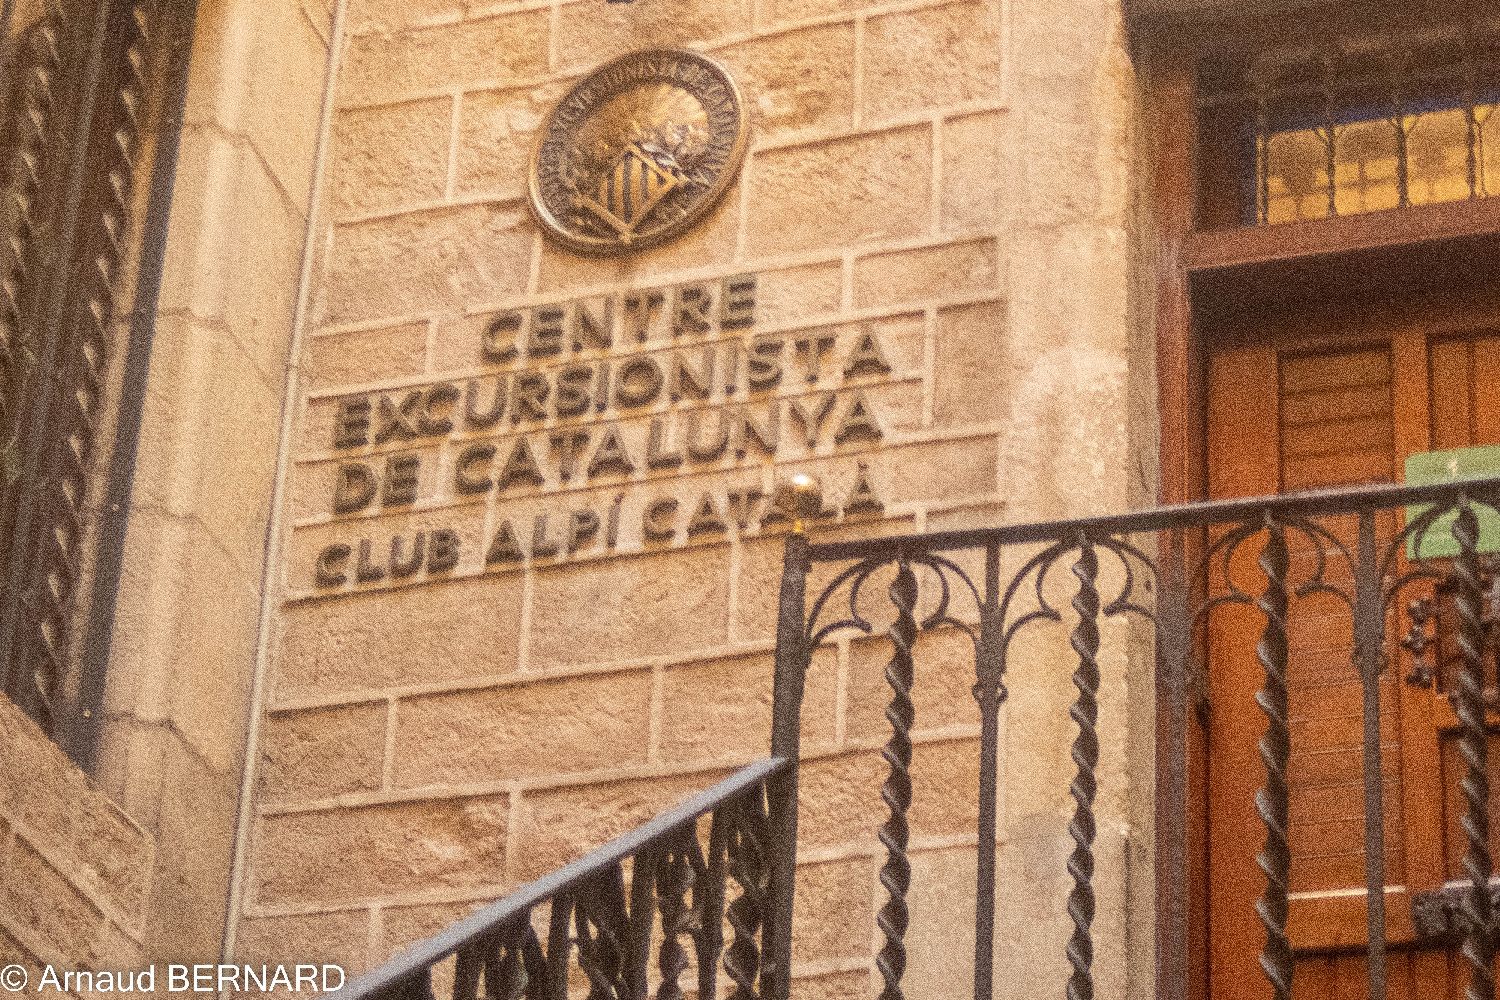 CENTRE
EXCURSIONISTA
DE CATALUNYA
CLUB ALPÍ CATALÀ
© Arnaud BERNARD